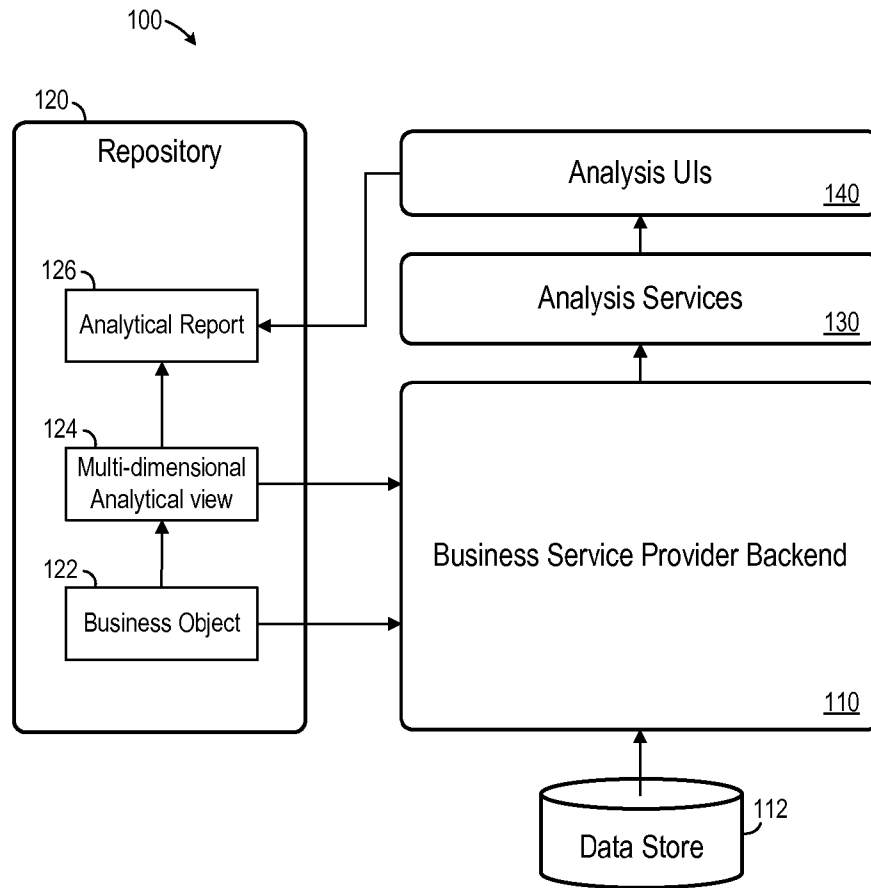 100
120
Repository
Analysis UIs
140
126
Analytical Report
Analysis Services
130
124
Multi-dimensional
Analytical view
Business Service Provider Backend
122
Business Object
110
112
Data Store